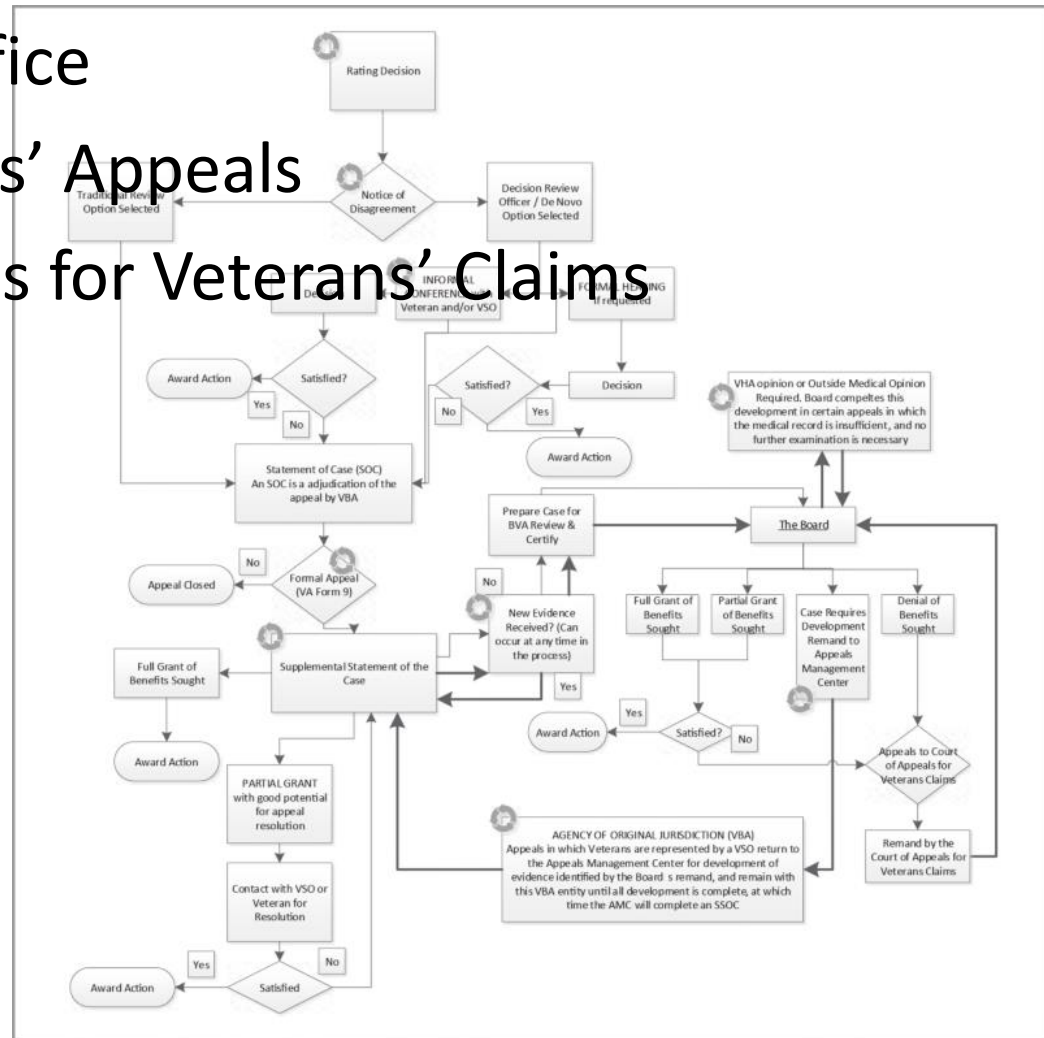 fice
s' Appeals
s for Veterans' Claims
Rating Decision
Notice of
Disagreement
Traditional Review
Option Selected
Decision Review
Officer / De Novo
Option Selected
INFORMAL
CONFERENCE
Veteran and/or VSO
FORMAL HEARING
if requested
Satisfied?
Award Action
Yes
No
Satisfied?
No
Yes
Decision
Award Action
VHA opinion or Outside Medical Opinion
Required. Board compeltes this
development in certain appeals in which
the medical record is insufficient, and no
further examination is necessary
Statement of Case (SOC)
An SOC is a adjudication of the
appeal by VBA
Prepare Case for
BVA Review &
Certify
The Board
No
Appeal Closed
Formal Appeal
(VA Form 9)
No
New Evidence
Received? (Can
occur at any time in
the process)
Yes
Full Grant of
Benefits
Sought
Partial Grant
of Benefits
Sought
Case Requires
Development
Remand to
Appeals
Management
Center
Denial of
Benefits
Sought
Full Grant of
Benefits Sought
Supplemental Statement of the
Case
Award Action
Award Action
Yes
Satisfied?
No
Appeals to Court
of Appeals for
Veterans Claims
PARTIAL GRANT
with good potential
for appeal
resolution
AGENCY OF ORIGINAL JURISDICTION (VBA)
Appeals in which Veterans are represented by a VSO return to
the Appeals Management Center for development of
evidence identified by the Board s remand, and remain with
this VBA entity until all development is complete, at which
time the AMC will complete an SSOC
Remand by the
Court of Appeals for
Veterans Claims
Contact with VSO or
Veteran for
Resolution
Yes
No
Award Action
Satisfied